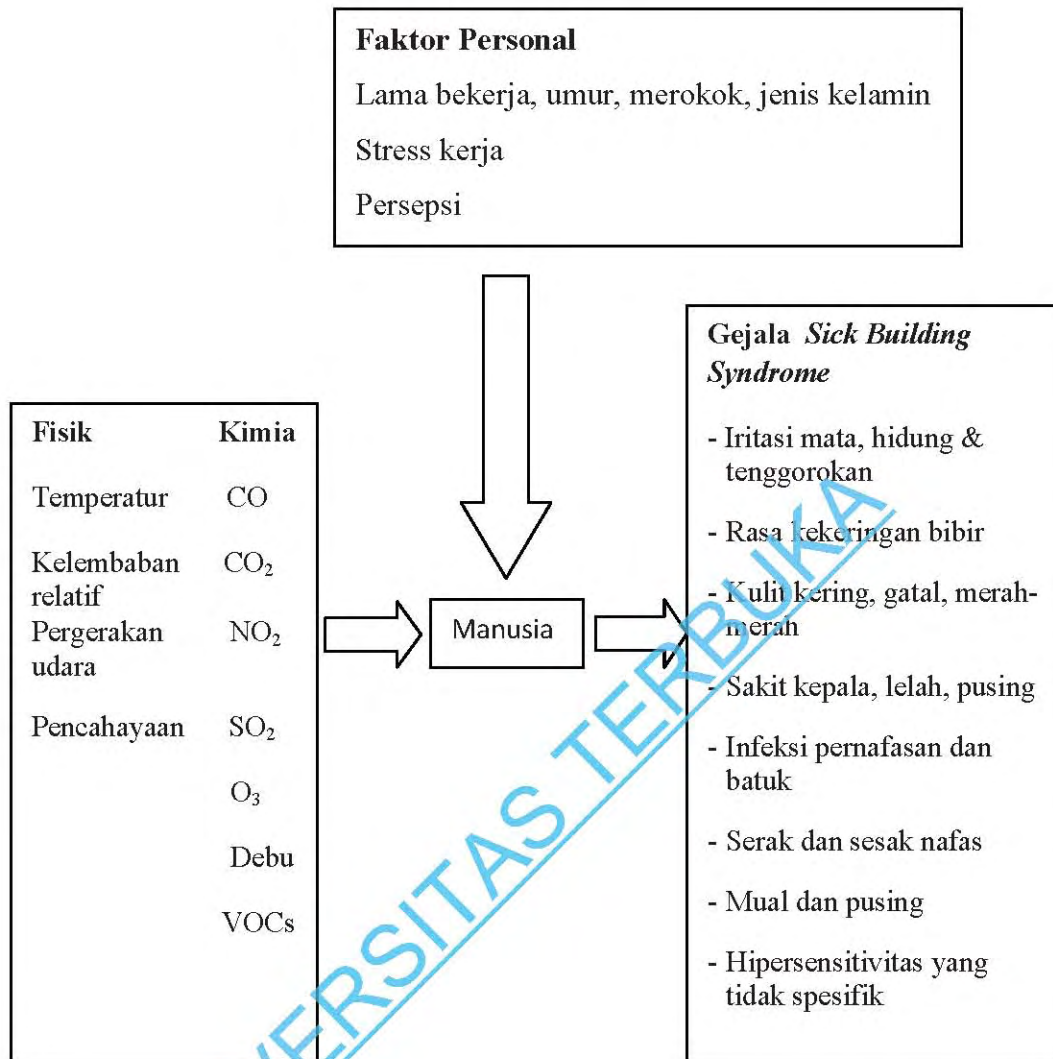 Faktor Personal
Lama bekerja, umur, merokok, jenis kelamin
Stress kerja
Persepsi
Fisik Kimia
Temperatur CO
Kelembaban CO₂
relatif
Pergerakan NO₂
udara
Pencahayaan SO₂
O₃
Debu
VOCs
Manusia
Gejala Sick Building
Syndrome
- Iritasi mata, hidung &
tenggorokan
- Rasa kekeringan bibir
- Kulit kering, gatal, merah-
merah
- Sakit kepala, lelah, pusing
- Infeksi pernafasan dan
batuk
- Serak dan sesak nafas
- Mual dan pusing
- Hipersensitivitas yang
tidak spesifik
VERSITAS TERBUKA